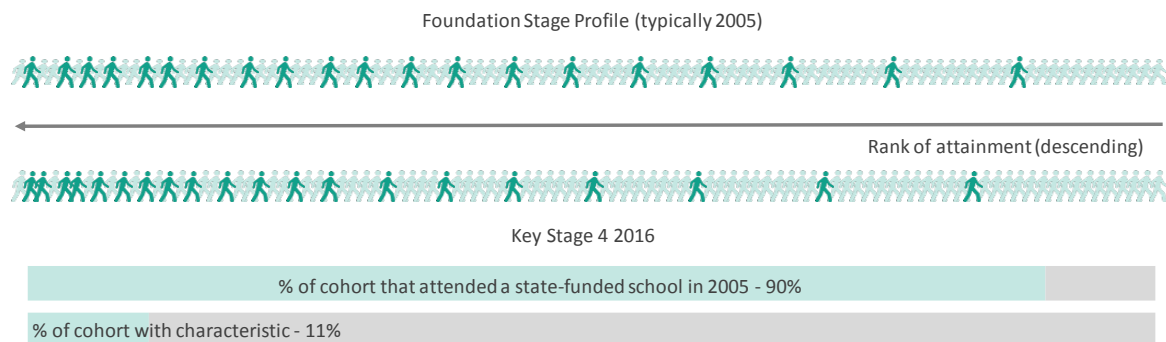 Foundation Stage Profile (typically 2005)
Rank of attainment (descending)
Key Stage 4 2016
% of cohort that attended a state-funded school in 2005 - 90%
% of cohort with characteristic - 11%